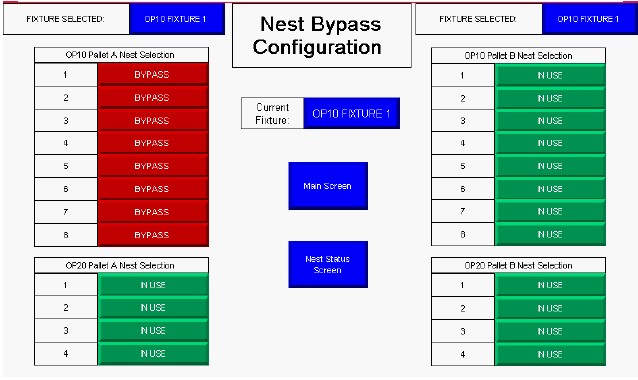 FIXTURE SELECTED: OP10 FIXTURE 1
Nest Bypass
Configuration
FIXTURE SELECTED: OP10 FIXTURE 1
OP10 Pallet A Nest Selection
1 BYPASS
2 BYPASS
3 BYPASS
4 BYPASS
5 BYPASS
6 BYPASS
7 BYPASS
8 BYPASS
OP20 Pallet A Nest Selection
1 IN USE
2 IN USE
3 IN USE
4 IN USE
Current
Fixture:
OP10 FIXTURE 1
Main Screen
Nest Status
Screen
OP10 Pallet B Nest Selection
1 IN USE
2 IN USE
3 IN USE
4 IN USE
5 IN USE
6 IN USE
7 IN USE
8 IN USE
OP20 Pallet B Nest Selection
1 IN USE
2 IN USE
3 IN USE
4 IN USE